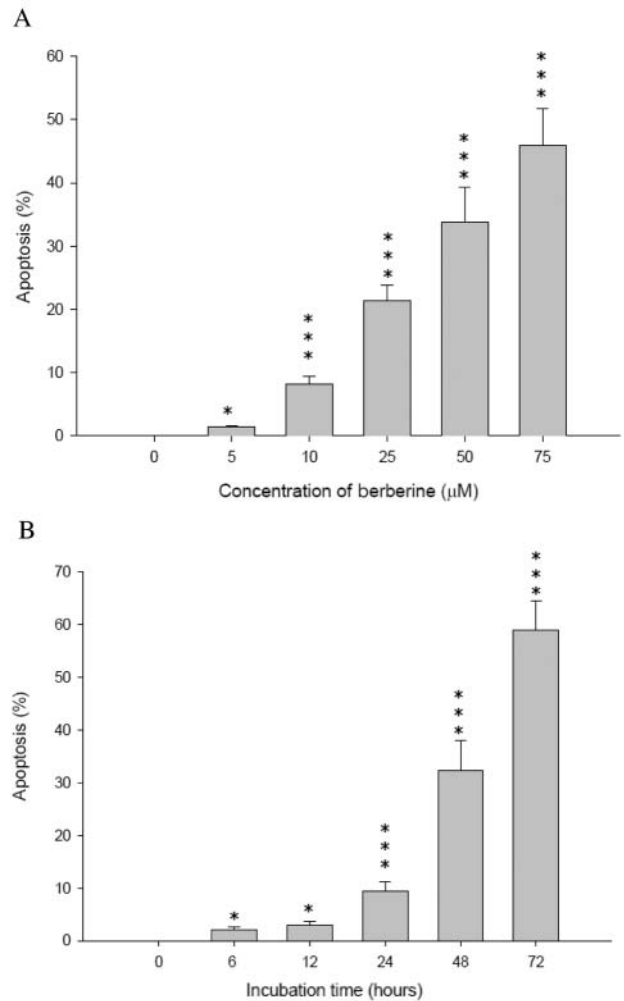 A
60
50
40
30
20
10
0
Apoptosis (%)
* *** *** *** ***
0 5 10 25 50 75
Concentration of berberine (μM)
B
70
60
50
40
30
20
10
0
Apoptosis (%)
* * *** *** ***
0 6 12 24 48 72
Incubation time (hours)